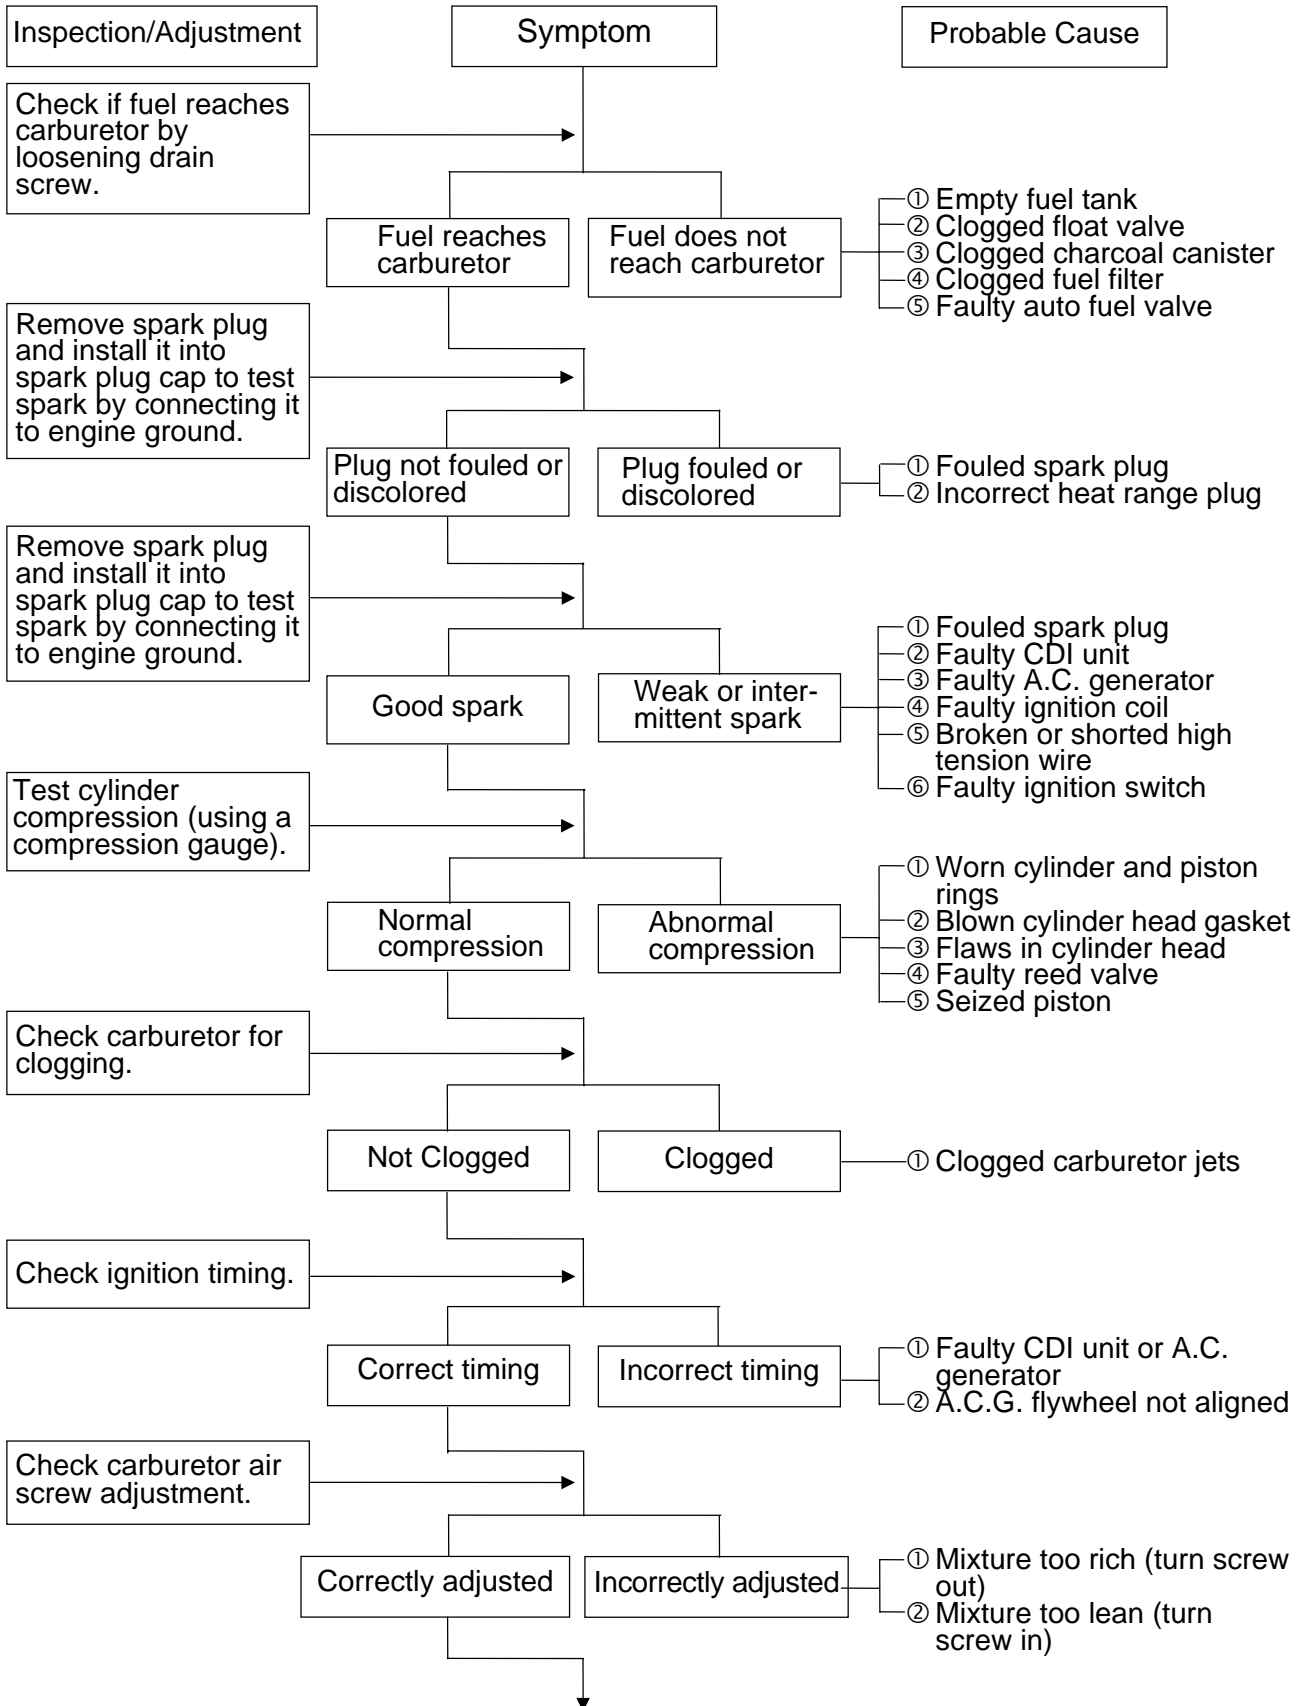 Inspection/Adjustment
Symptom
Probable Cause
Check if fuel reaches
carburetor by
loosening drain
screw.
Fuel reaches
carburetor
Fuel does not
reach carburetor
① Empty fuel tank
② Clogged float valve
③ Clogged charcoal canister
④ Clogged fuel filter
⑤ Faulty auto fuel valve
Remove spark plug
and install it into
spark plug cap to test
spark by connecting it
to engine ground.
Plug not fouled or
discolored
Plug fouled or
discolored
① Fouled spark plug
② Incorrect heat range plug
Remove spark plug
and install it into
spark plug cap to test
spark by connecting it
to engine ground.
Good spark
Weak or inter-
mittent spark
① Fouled spark plug
② Faulty CDI unit
③ Faulty A.C. generator
④ Faulty ignition coil
⑤ Broken or shorted high
tension wire
⑥ Faulty ignition switch
Test cylinder
compression (using a
compression gauge).
Normal
compression
Abnormal
compression
① Worn cylinder and piston
rings
② Blown cylinder head gasket
③ Flaws in cylinder head
④ Faulty reed valve
⑤ Seized piston
Check carburetor for
clogging.
Not Clogged
Clogged
① Clogged carburetor jets
Check ignition timing.
Correct timing
Incorrect timing
① Faulty CDI unit or A.C.
generator
② A.C.G. flywheel not aligned
Check carburetor air
screw adjustment.
Correctly adjusted
Incorrectly adjusted
① Mixture too rich (turn screw
out)
② Mixture too lean (turn
screw in)